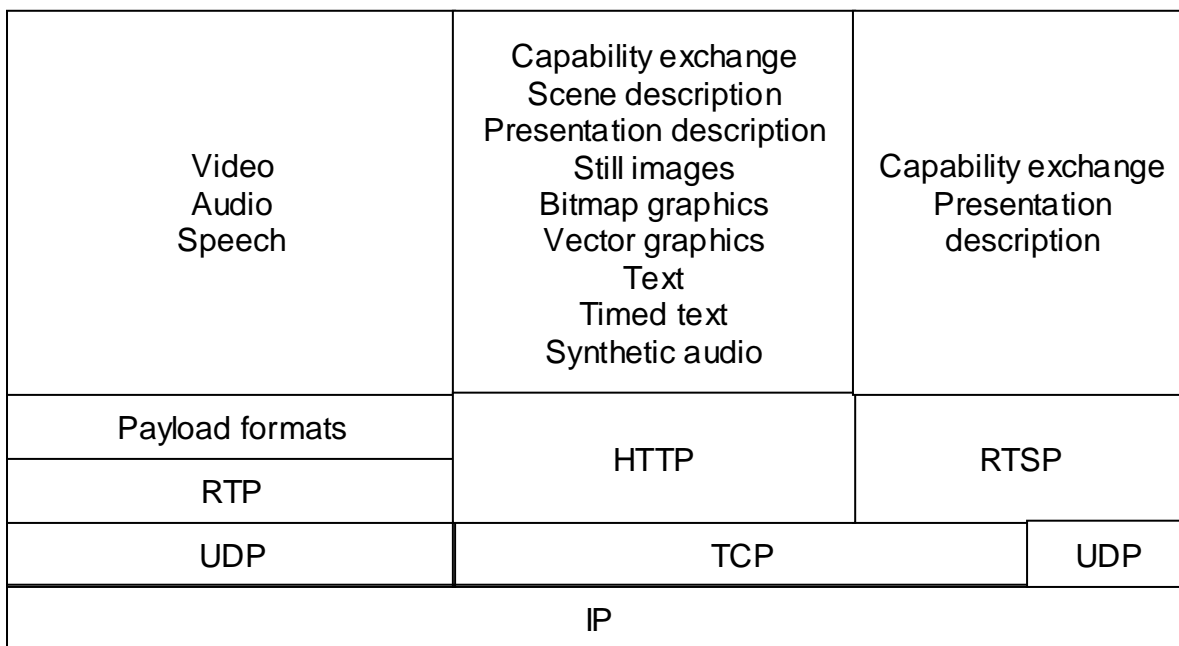 Video
Audio
Speech
Capability exchange
Scene description
Presentation description
Still images
Bitmap graphics
Vector graphics
Text
Timed text
Synthetic audio
Capability exchange
Presentation
description
Payload formats
RTP
HTTP
RTSP
UDP
TCP
UDP
IP